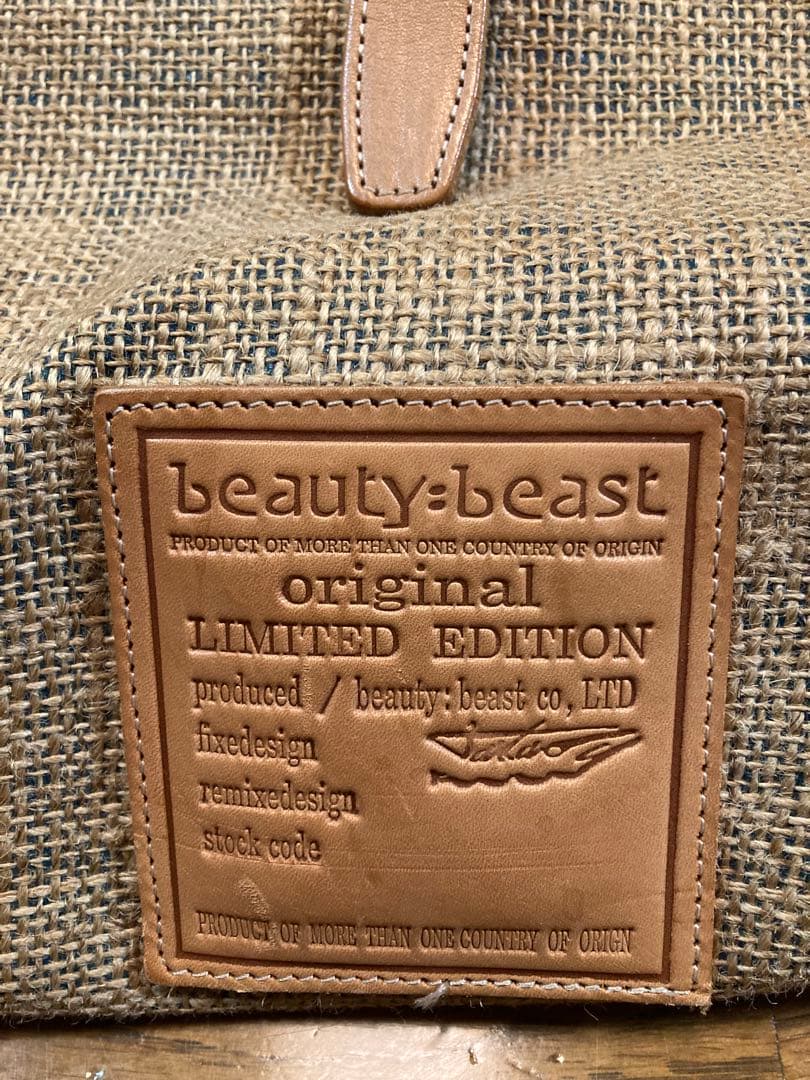 beauty:beast
PRODUCT OF MORE THAN ONE COUNTRY OF ORIGIN
original
LIMITED EDITION
produced / beauty:beast co, LTD
fixedesign
remixedesign
stock code
PRODUCT OF MORE THAN ONE COUNTRY OF ORIGN